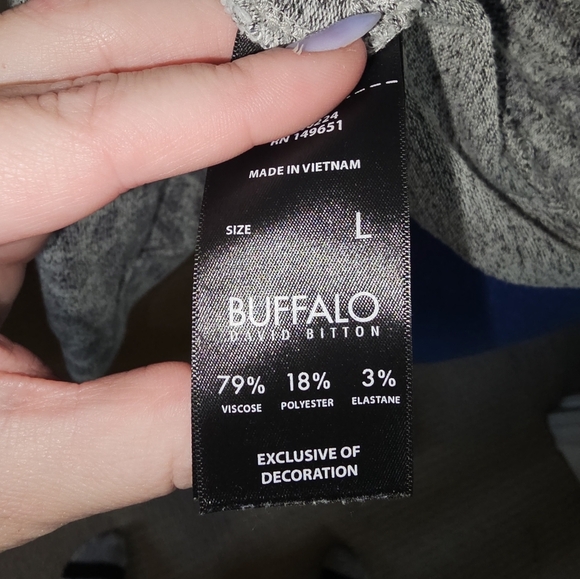 RN 149651
MADE IN VIETNAM
SIZE L
BUFFALO
DAVID BITTON
79% 18% 3%
VISCOSE POLYESTER ELASTANE
EXCLUSIVE OF
DECORATION